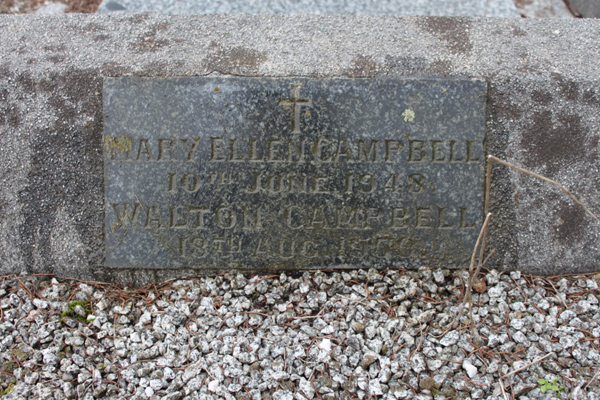 MARY ELLEN CAMPBELL
10TH JUNE 1948
WALTON CAMPBELL
18TH AUG.